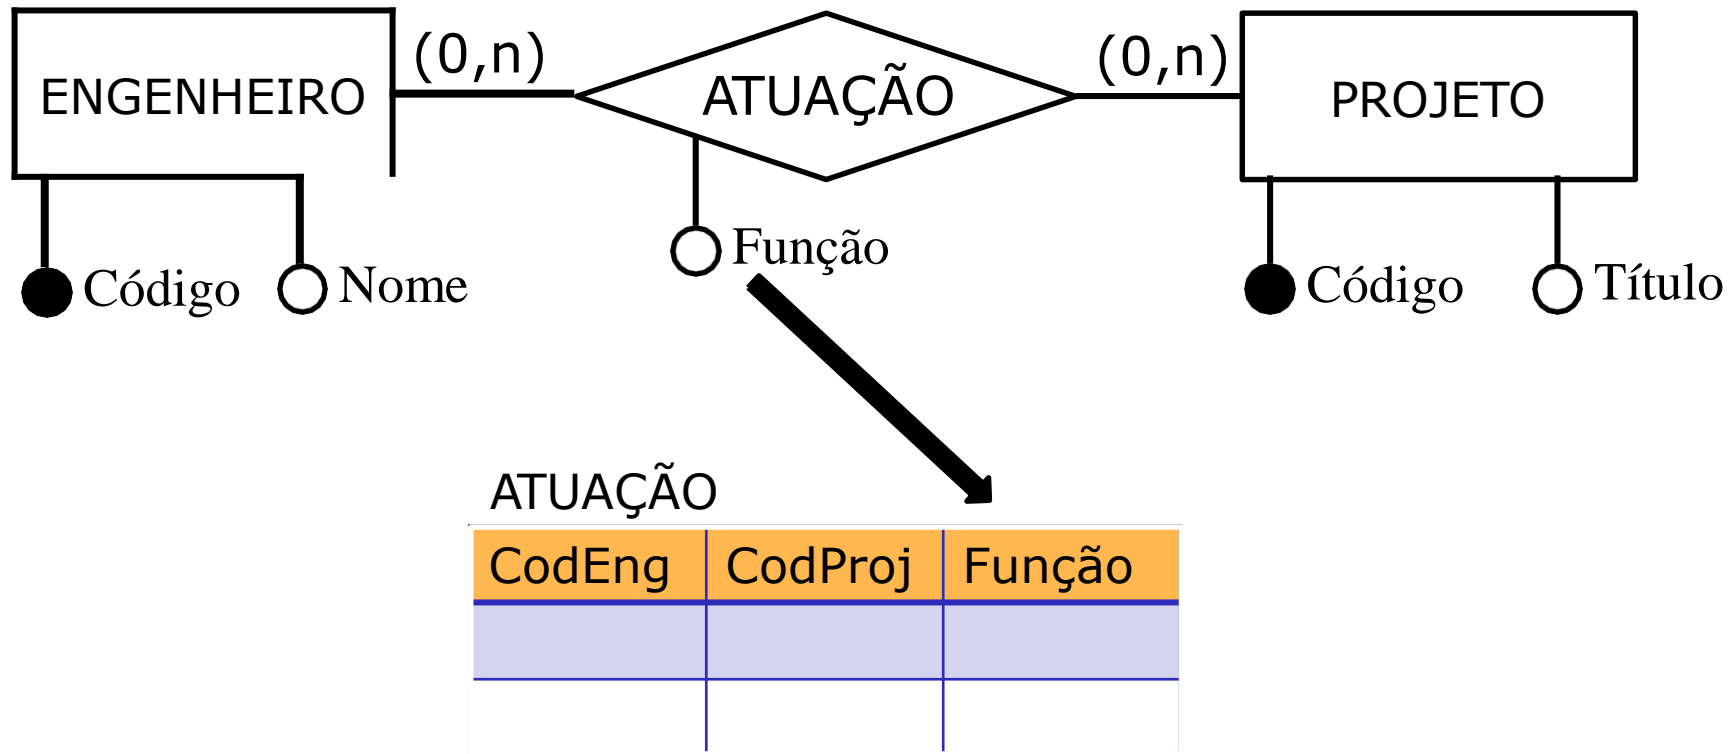 (0,n)
(0,n)
ENGENHEIRO
ATUAÇÃO
PROJETO
Função
Código
Nome
Código
Título
ATUAÇÃO
CodEng
CodProj
Função